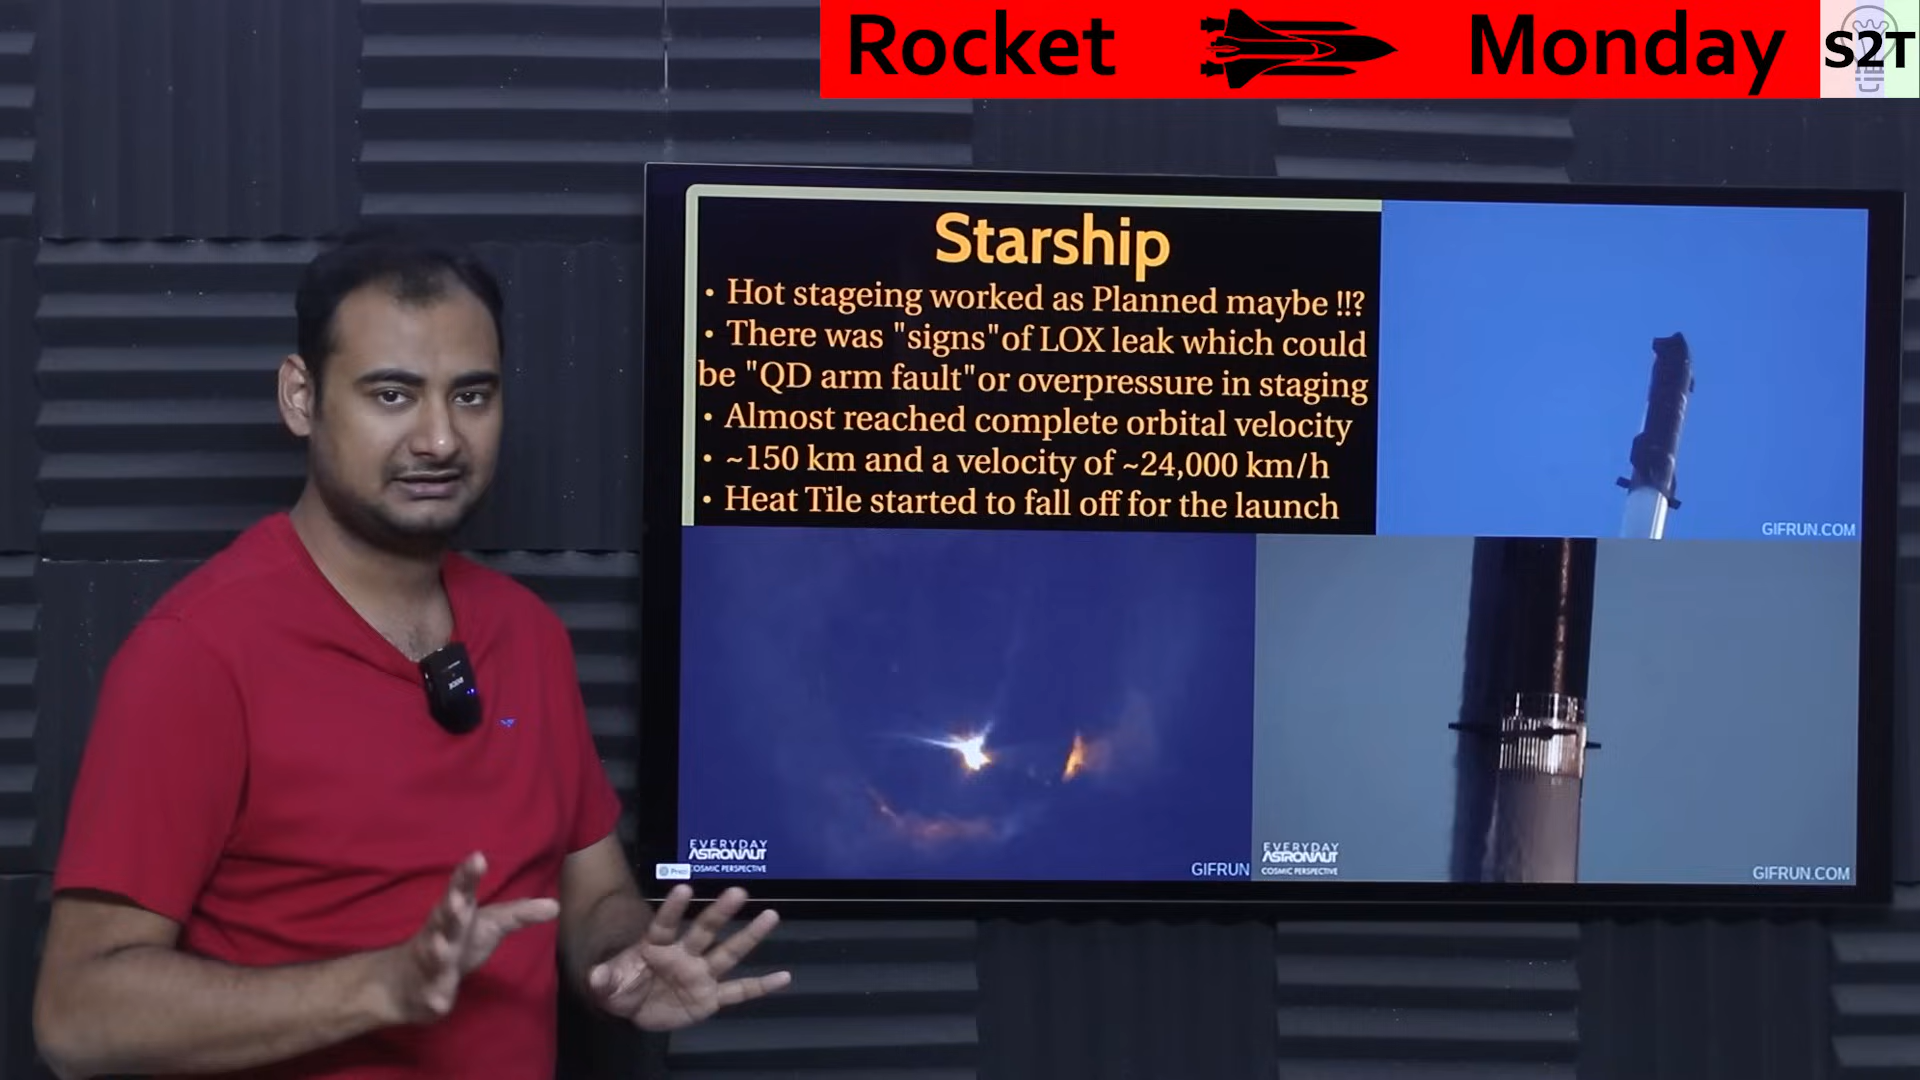 Rocket Monday S2T
Starship
• Hot stageing worked as Planned maybe !!?
• There was "signs"of LOX leak which could
be "QD arm fault"or overpressure in staging
• Almost reached complete orbital velocity
• ~150 km and a velocity of ~24,000 km/h
• Heat Tile started to fall off for the launch
GIFRUN.COM
EVERYDAY
ASTRONAUT
COSMIC PERSPECTIVE
GIFRUN
EVERYDAY
ASTRONAUT
COSMIC PERSPECTIVE
GIFRUN.COM